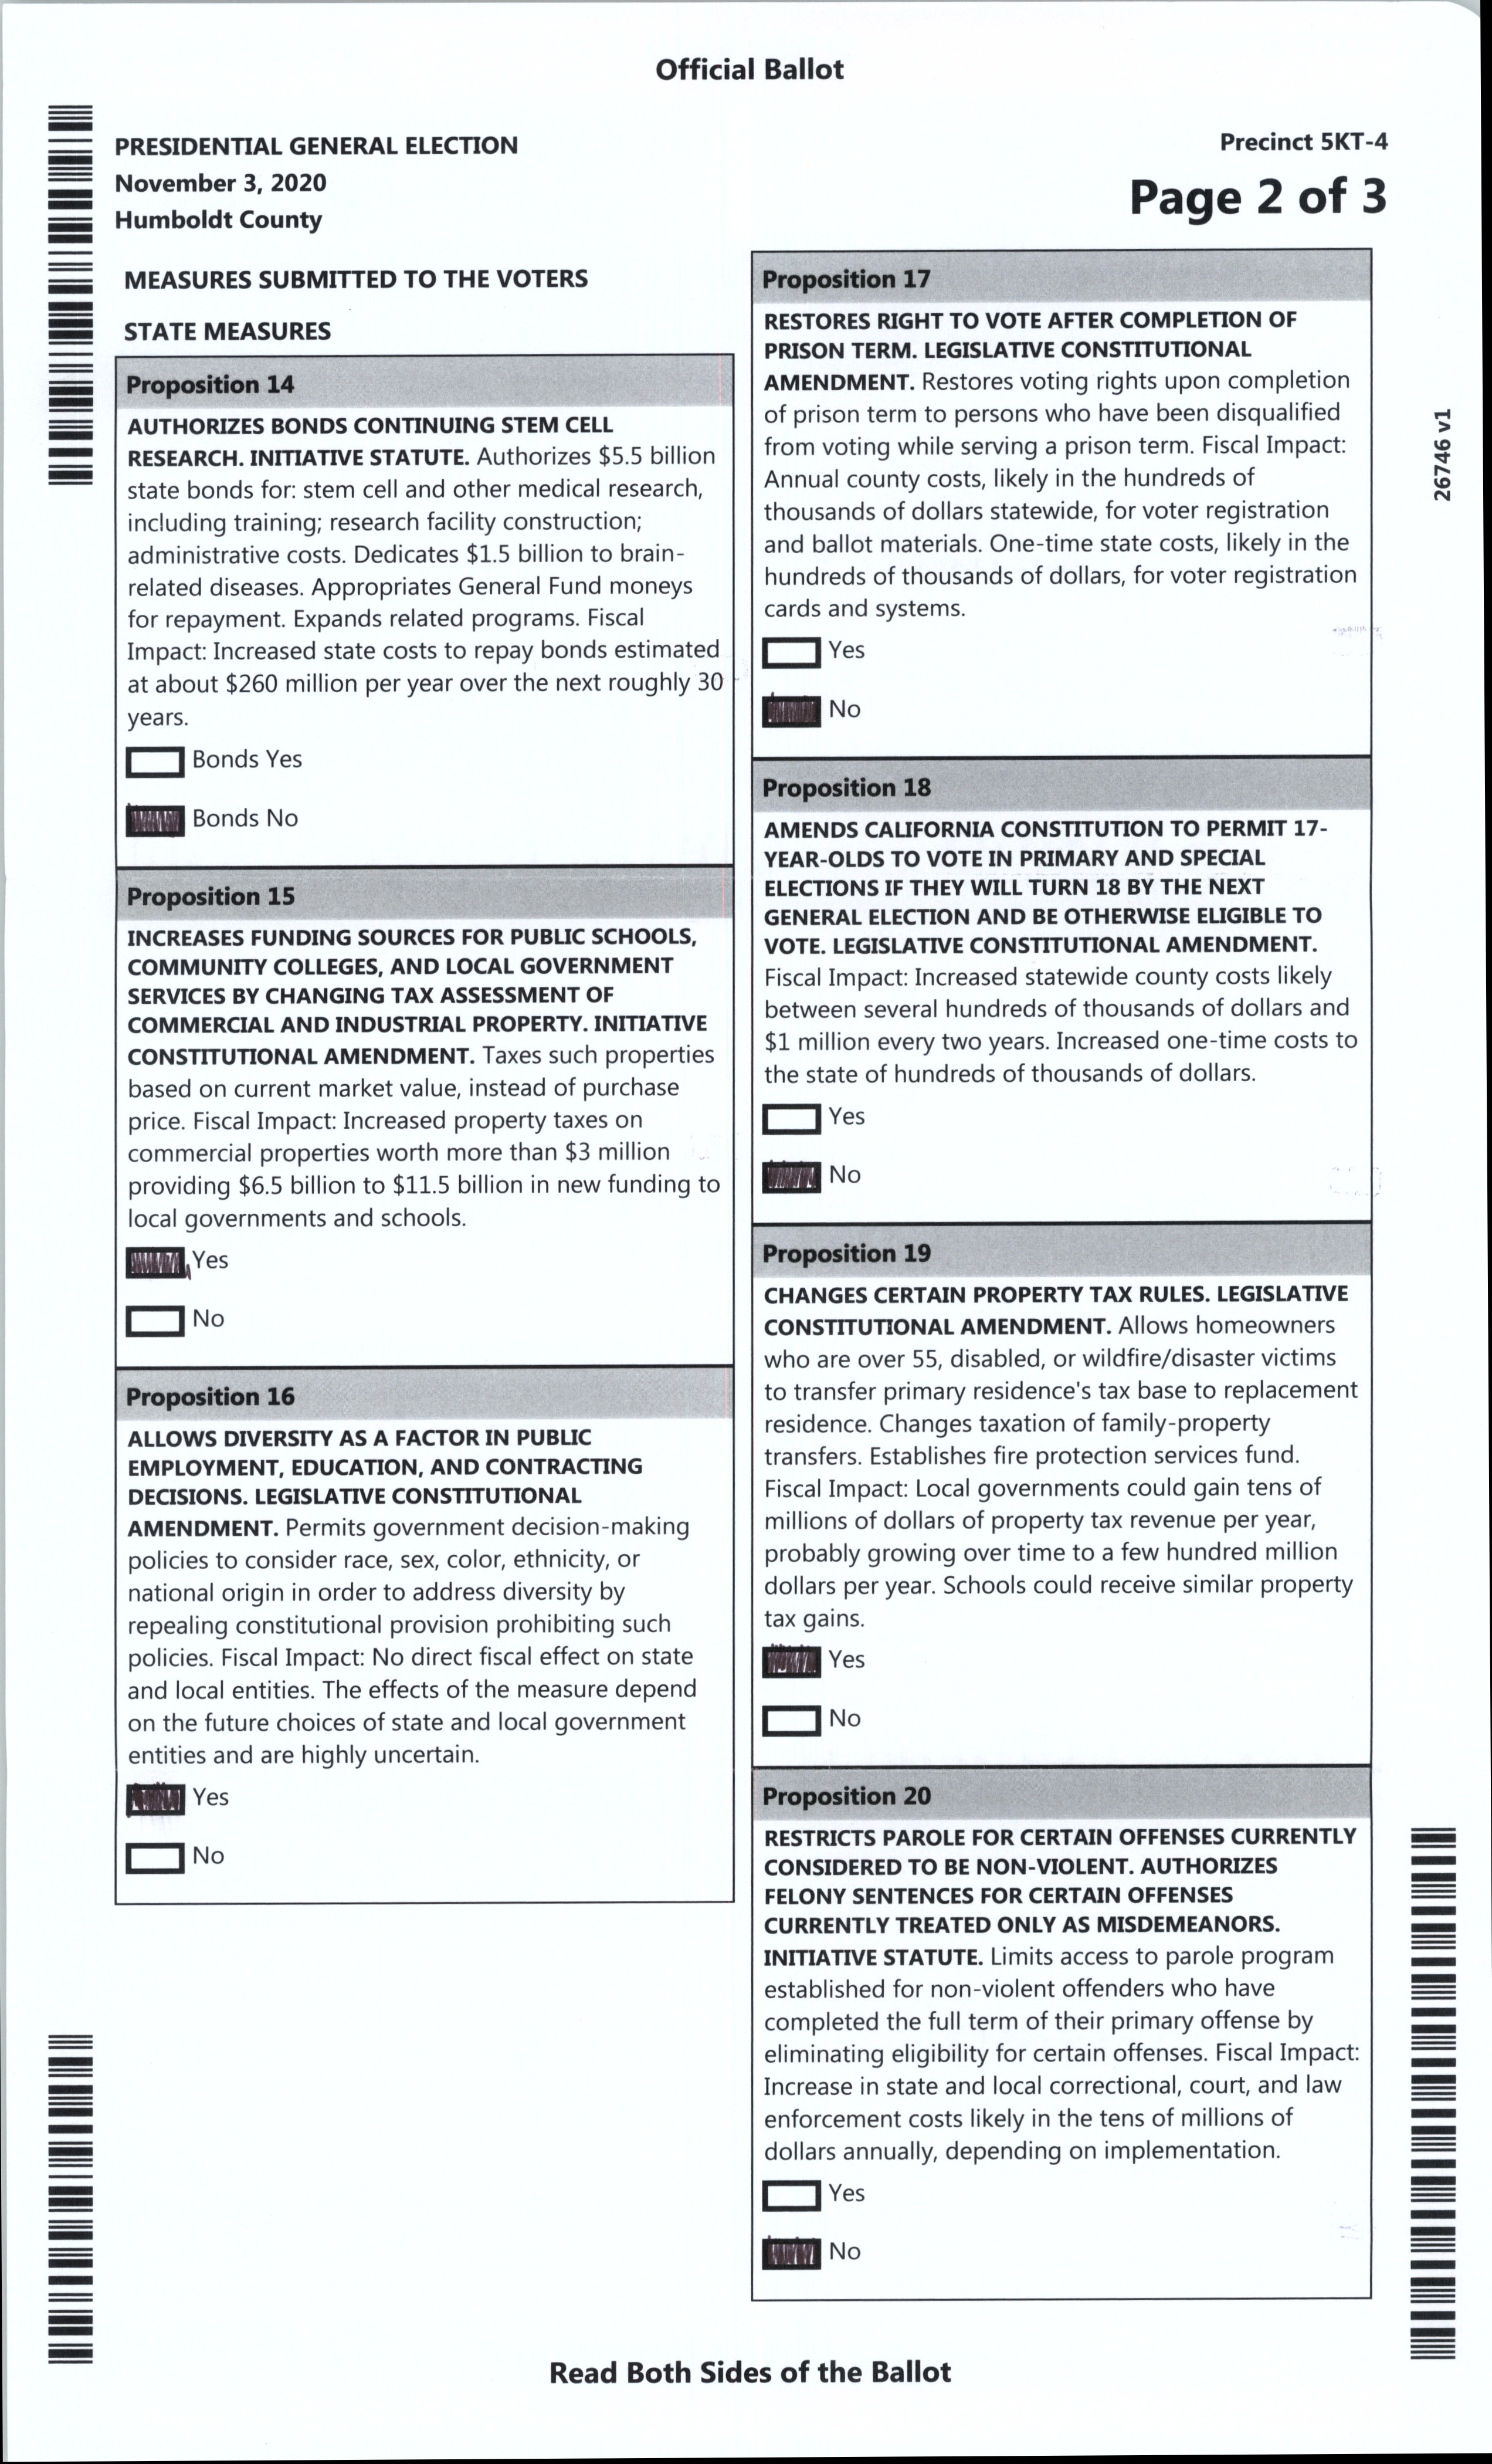 Official Ballot
PRESIDENTIAL GENERAL ELECTION
November 3, 2020
Humboldt County
Precinct 5KT-4
Page 2 of 3
MEASURES SUBMITTED TO THE VOTERS
STATE MEASURES
Proposition 14
AUTHORIZES BONDS CONTINUING STEM CELL
RESEARCH. INITIATIVE STATUTE. Authorizes $5.5 billion
state bonds for: stem cell and other medical research,
including training; research facility construction;
administrative costs. Dedicates $1.5 billion to brain-
related diseases. Appropriates General Fund moneys
for repayment. Expands related programs. Fiscal
Impact: Increased state costs to repay bonds estimated
at about $260 million per year over the next roughly 30
years.
Bonds Yes
Bonds No
Proposition 15
INCREASES FUNDING SOURCES FOR PUBLIC SCHOOLS,
COMMUNITY COLLEGES, AND LOCAL GOVERNMENT
SERVICES BY CHANGING TAX ASSESSMENT OF
COMMERCIAL AND INDUSTRIAL PROPERTY. INITIATIVE
CONSTITUTIONAL AMENDMENT. Taxes such properties
based on current market value, instead of purchase
price. Fiscal Impact: Increased property taxes on
commercial properties worth more than $3 million
providing $6.5 billion to $11.5 billion in new funding to
local governments and schools.
Yes
No
Proposition 16
ALLOWS DIVERSITY AS A FACTOR IN PUBLIC
EMPLOYMENT, EDUCATION, AND CONTRACTING
DECISIONS. LEGISLATIVE CONSTITUTIONAL
AMENDMENT. Permits government decision-making
policies to consider race, sex, color, ethnicity, or
national origin in order to address diversity by
repealing constitutional provision prohibiting such
policies. Fiscal Impact: No direct fiscal effect on state
and local entities. The effects of the measure depend
on the future choices of state and local government
entities and are highly uncertain.
Yes
No
Proposition 17
RESTORES RIGHT TO VOTE AFTER COMPLETION OF
PRISON TERM. LEGISLATIVE CONSTITUTIONAL
AMENDMENT. Restores voting rights upon completion
of prison term to persons who have been disqualified
from voting while serving a prison term. Fiscal Impact:
Annual county costs, likely in the hundreds of
thousands of dollars statewide, for voter registration
and ballot materials. One-time state costs, likely in the
hundreds of thousands of dollars, for voter registration
cards and systems.
Yes
No
Proposition 18
AMENDS CALIFORNIA CONSTITUTION TO PERMIT 17-
YEAR-OLDS TO VOTE IN PRIMARY AND SPECIAL
ELECTIONS IF THEY WILL TURN 18 BY THE NEXT
GENERAL ELECTION AND BE OTHERWISE ELIGIBLE TO
VOTE. LEGISLATIVE CONSTITUTIONAL AMENDMENT.
Fiscal Impact: Increased statewide county costs likely
between several hundreds of thousands of dollars and
$1 million every two years. Increased one-time costs to
the state of hundreds of thousands of dollars.
Yes
No
Proposition 19
CHANGES CERTAIN PROPERTY TAX RULES. LEGISLATIVE
CONSTITUTIONAL AMENDMENT. Allows homeowners
who are over 55, disabled, or wildfire/disaster victims
to transfer primary residence's tax base to replacement
residence. Changes taxation of family-property
transfers. Establishes fire protection services fund.
Fiscal Impact: Local governments could gain tens of
millions of dollars of property tax revenue per year,
probably growing over time to a few hundred million
dollars per year. Schools could receive similar property
tax gains.
Yes
No
Proposition 20
RESTRICTS PAROLE FOR CERTAIN OFFENSES CURRENTLY
CONSIDERED TO BE NON-VIOLENT. AUTHORIZES
FELONY SENTENCES FOR CERTAIN OFFENSES
CURRENTLY TREATED ONLY AS MISDEMEANORS.
INITIATIVE STATUTE. Limits access to parole program
established for non-violent offenders who have
completed the full term of their primary offense by
eliminating eligibility for certain offenses. Fiscal Impact:
Increase in state and local correctional, court, and law
enforcement costs likely in the tens of millions of
dollars annually, depending on implementation.
Yes
No
26746 v1
Read Both Sides of the Ballot